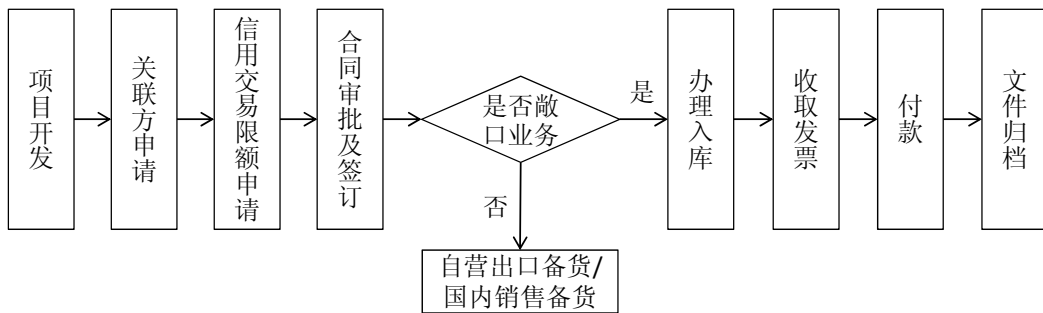 项目开发
关联方申请
信用交易限额申请
合同审批及签订
是否敞
口业务
是
办理入库
收取发票
付款
文件归档
否
自营出口备货/
国内销售备货